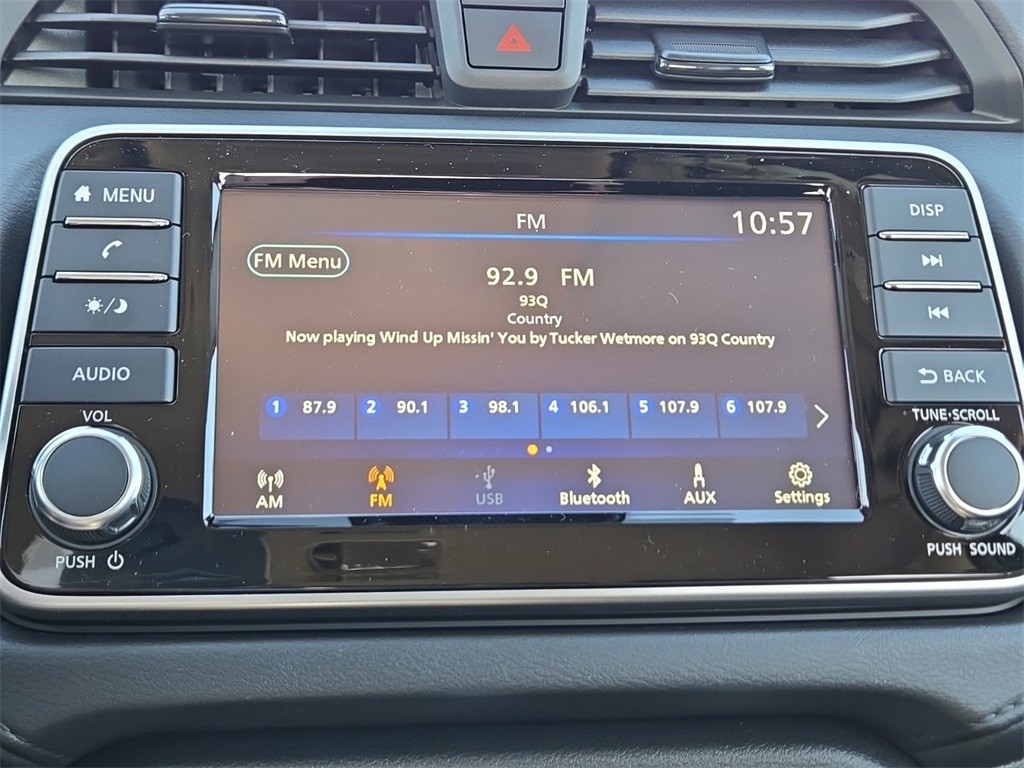 MENU
AUDIO
VOL
PUSH
FM
10:57
FM Menu
92.9 FM
93Q
Country
Now playing Wind Up Missin' You by Tucker Wetmore on 93Q Country
1 87.9
2 90.1
3 98.1
4 106.1
5 107.9
6 107.9
AM
FM
USB
Bluetooth
AUX
Settings
DISP
BACK
TUNE·SCROLL
PUSH SOUND